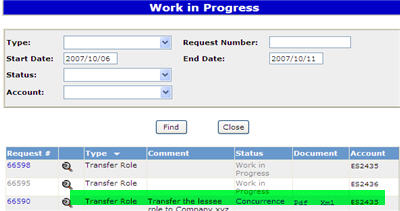 Work in Progress
Type: Request Number:
Start Date: 2007/10/06 End Date: 2007/10/11
Status:
Account:
Find Close
Request # Type Comment Status Document Account
66598 Transfer Role Work in Progress ES2435
66595 Transfer Role Work in Progress ES2436
66590 Transfer Role Transfer the lessee role to Company xyz Concurrence Pdf Xml ES2435